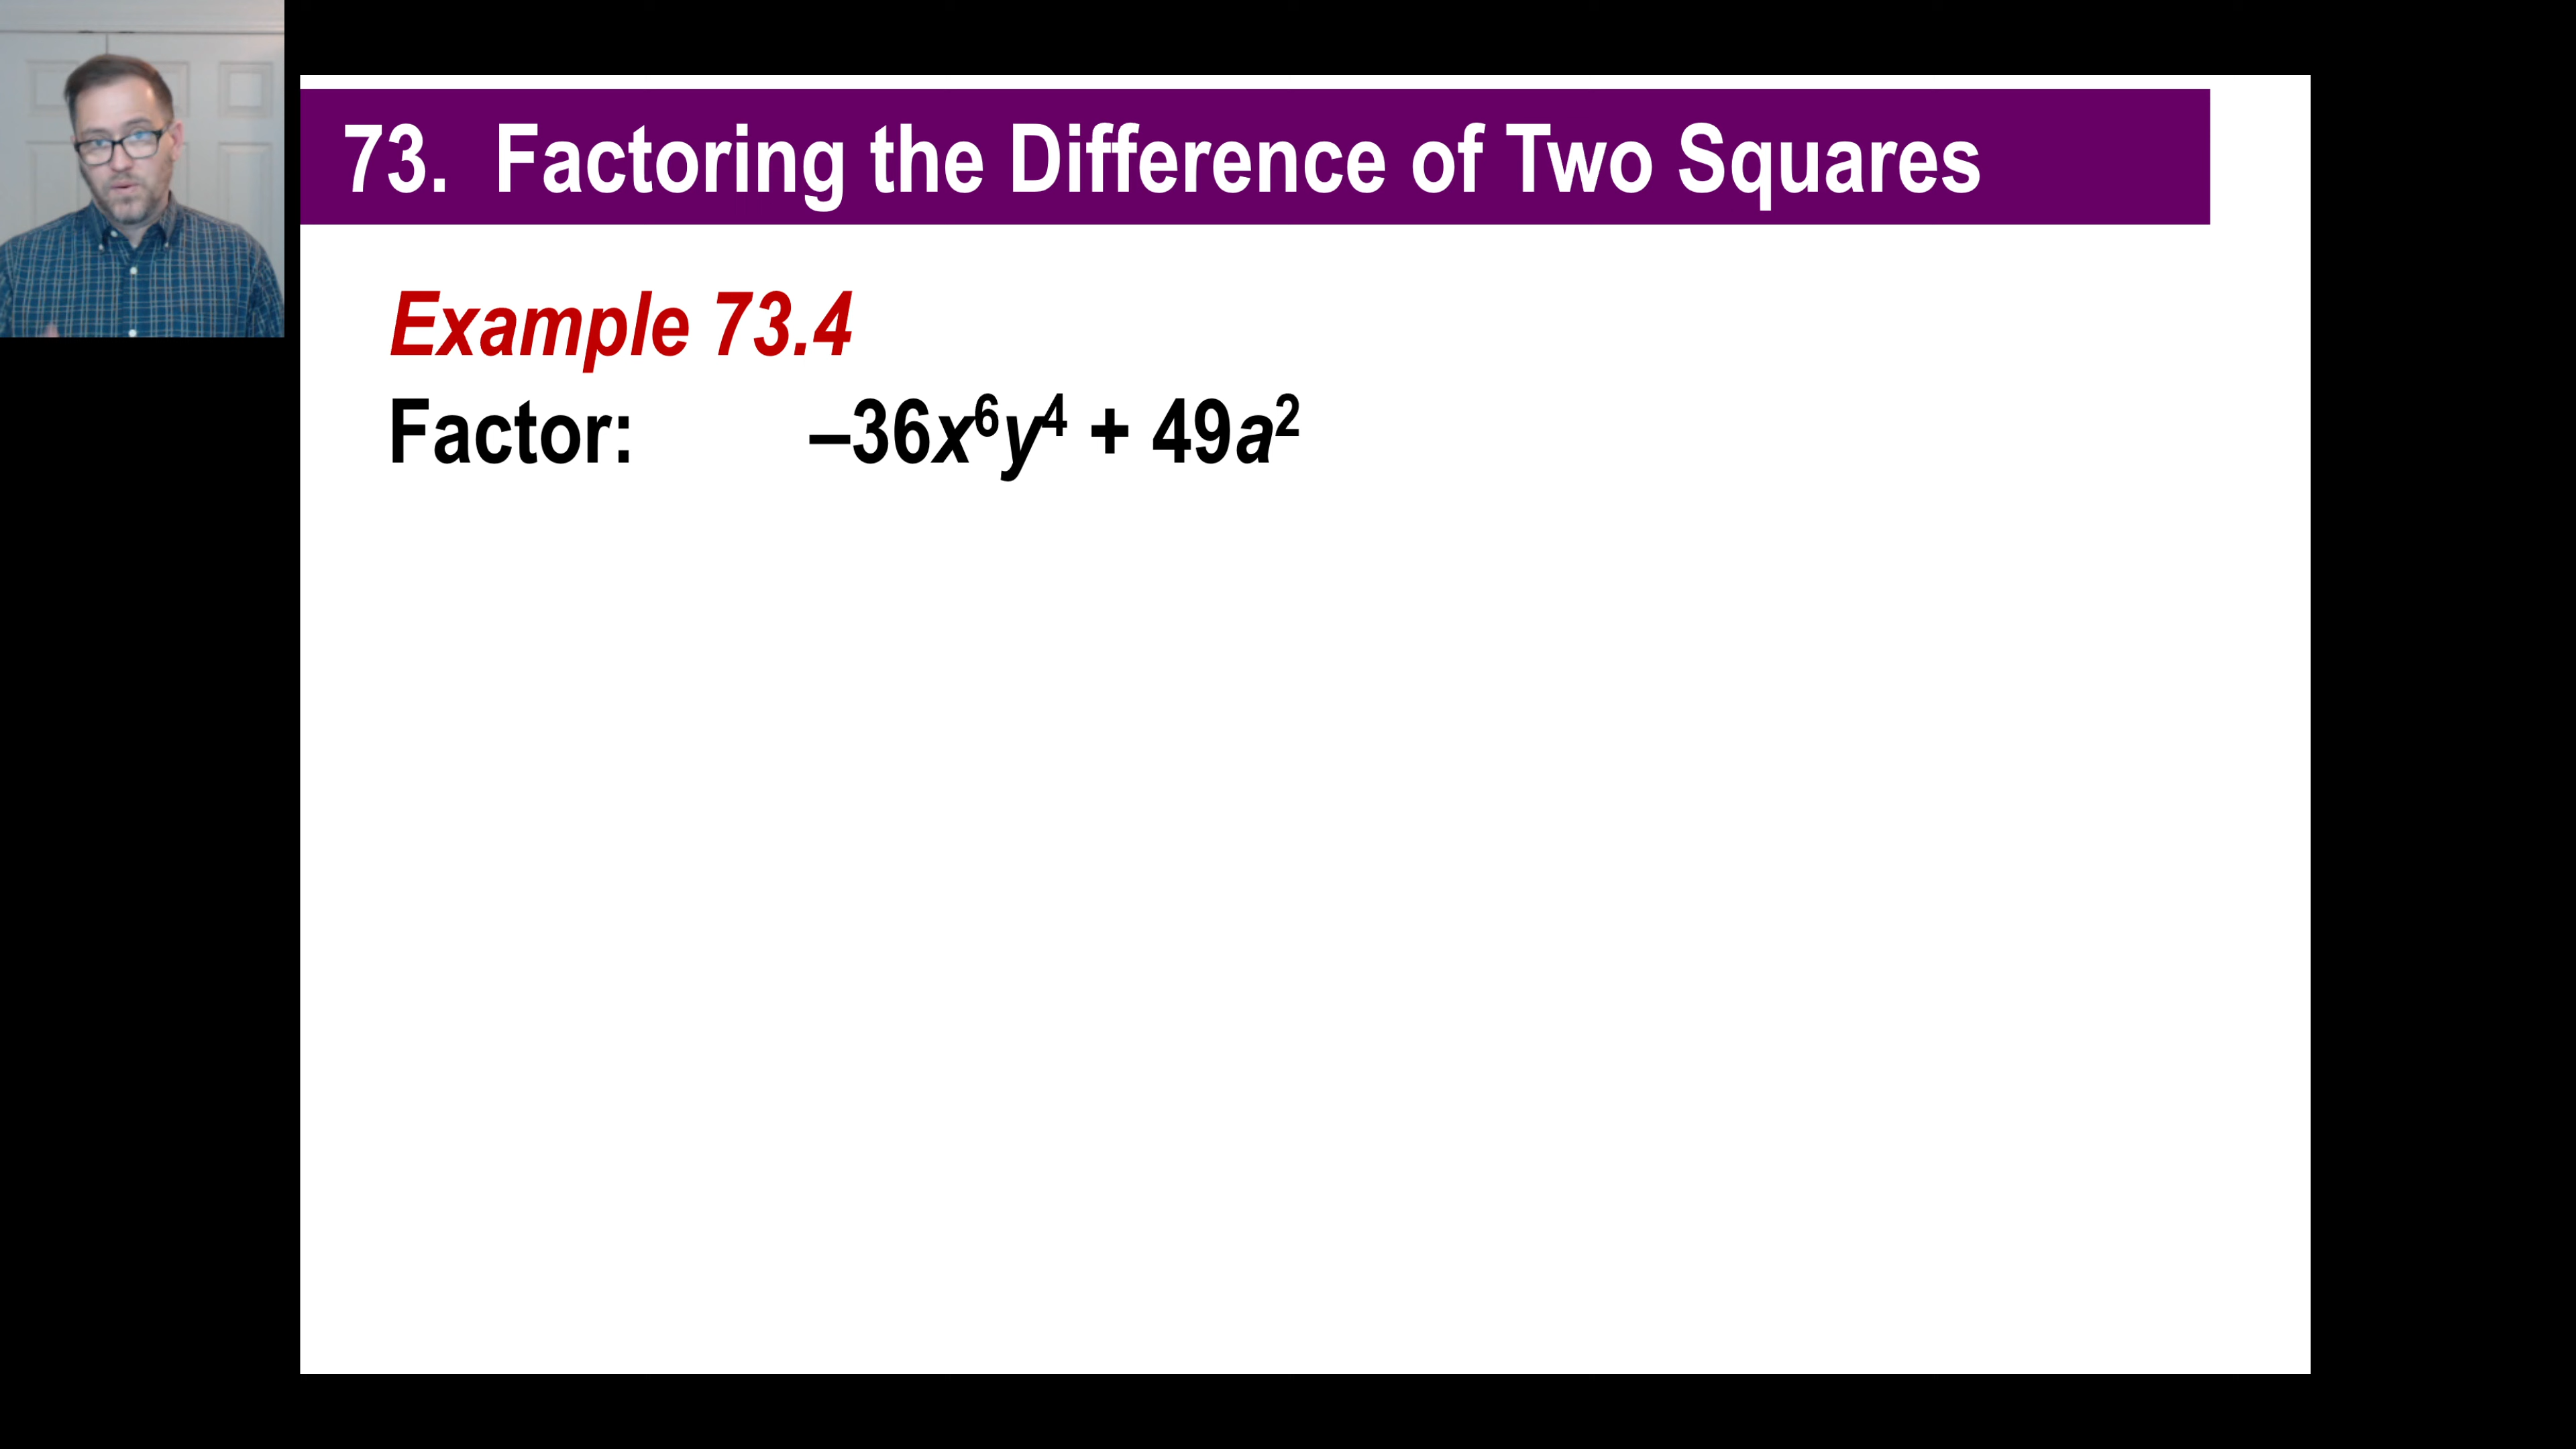 73. Factoring the Difference of Two Squares
Example 73.4
Factor: –36x⁶y⁴ + 49a²